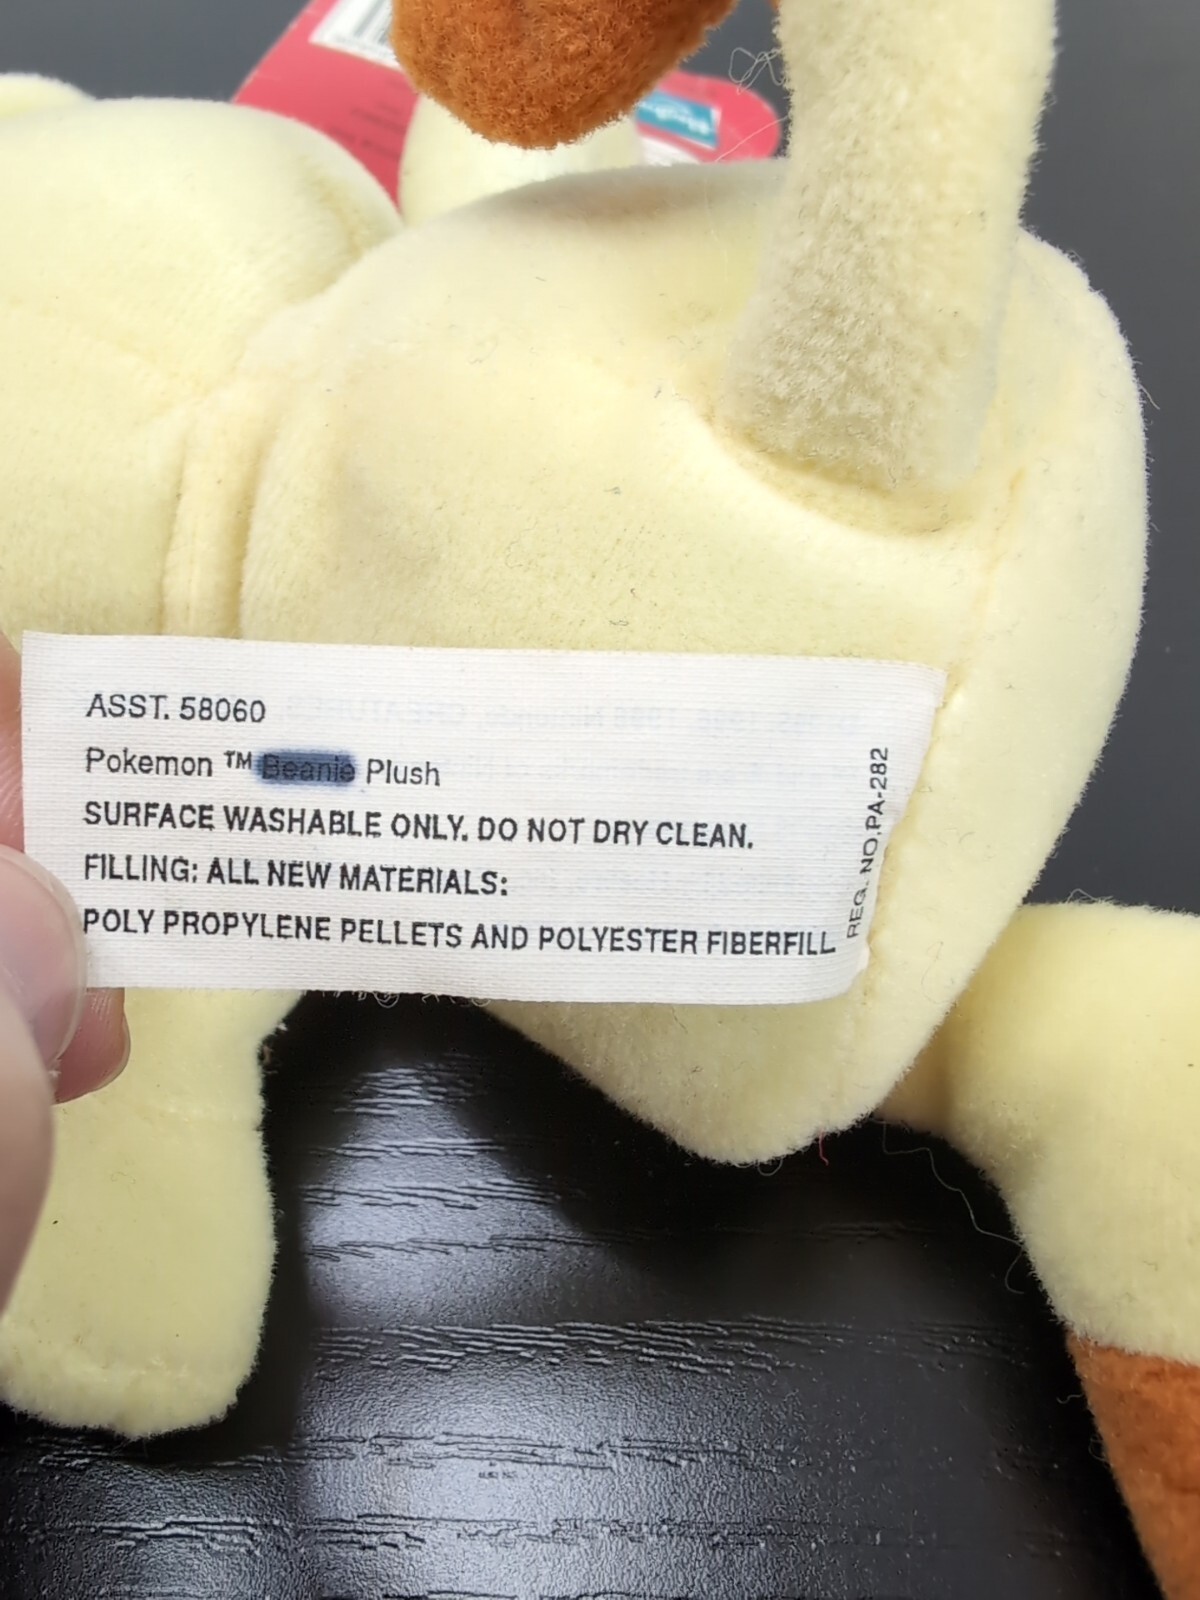 ASST. 58060
Pokemon ™ Beanie Plush
SURFACE WASHABLE ONLY. DO NOT DRY CLEAN.
FILLING: ALL NEW MATERIALS:
POLY PROPYLENE PELLETS AND POLYESTER FIBERFILL
REG. NO.PA-282